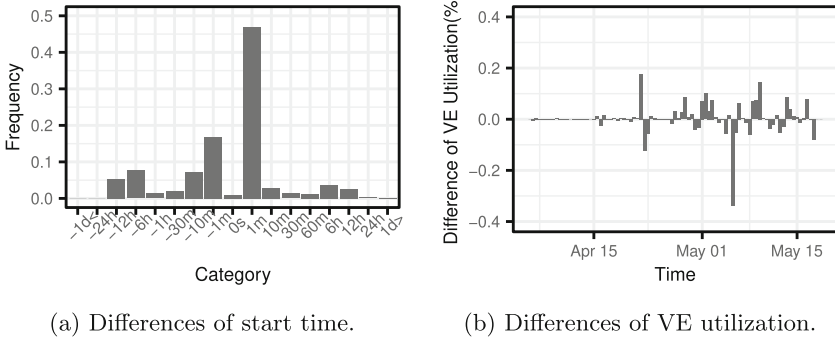 0.5
0.4
0.3
0.2
0.1
0.0
Frequency
−1d<
−24h
−12h
−6h
−1h
−30m
−10m
−1m
0s
1m
10m
30m
60m
6h
12h
24h
1d>
Category
(a) Differences of start time.
0.4
0.2
0.0
−0.2
−0.4
Difference of VE Utilization(%
Apr 15 May 01 May 15
Time
(b) Differences of VE utilization.